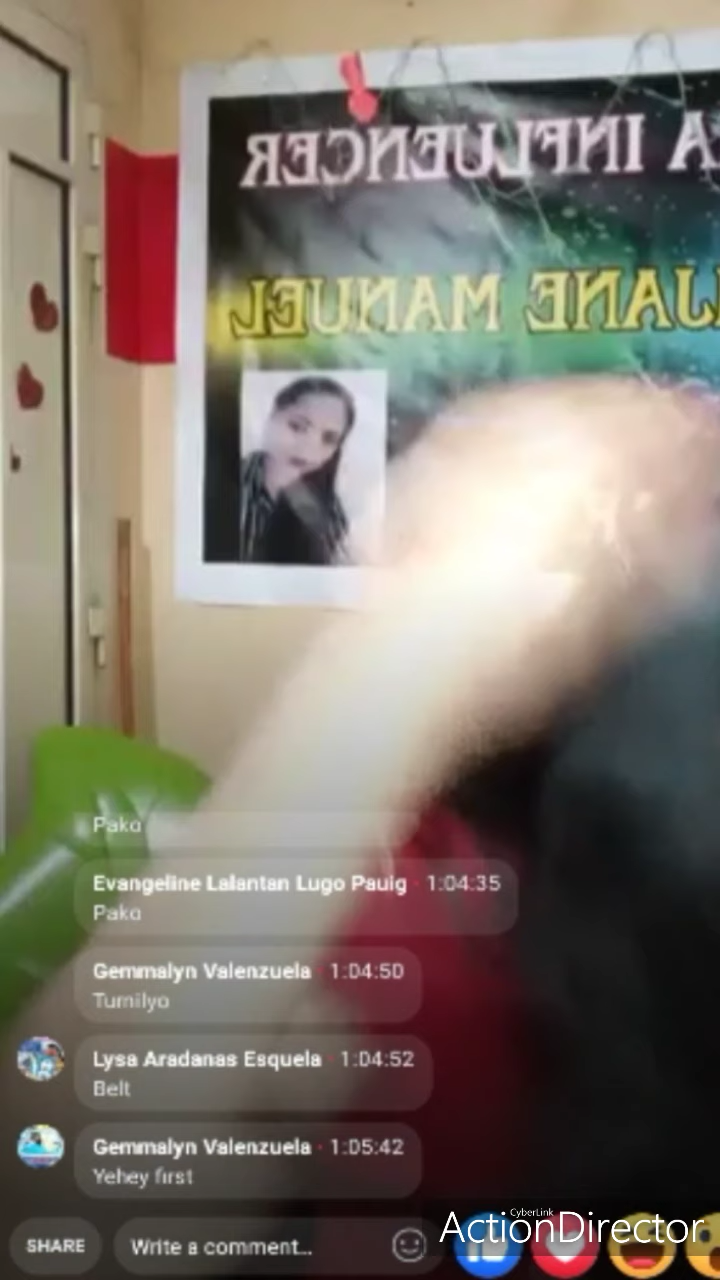 A INFLUENCER
JANE MANUEL
Pako
Evangeline Lalantan Lugo Pauig · 1:04:35
Pako
Gemmalyn Valenzuela · 1:04:50
Turnilyo
Lysa Aradanas Esquela · 1:04:52
Belt
Gemmalyn Valenzuela · 1:05:42
Yehey first
SHARE
Write a comment...
CyberLink
ActionDirector